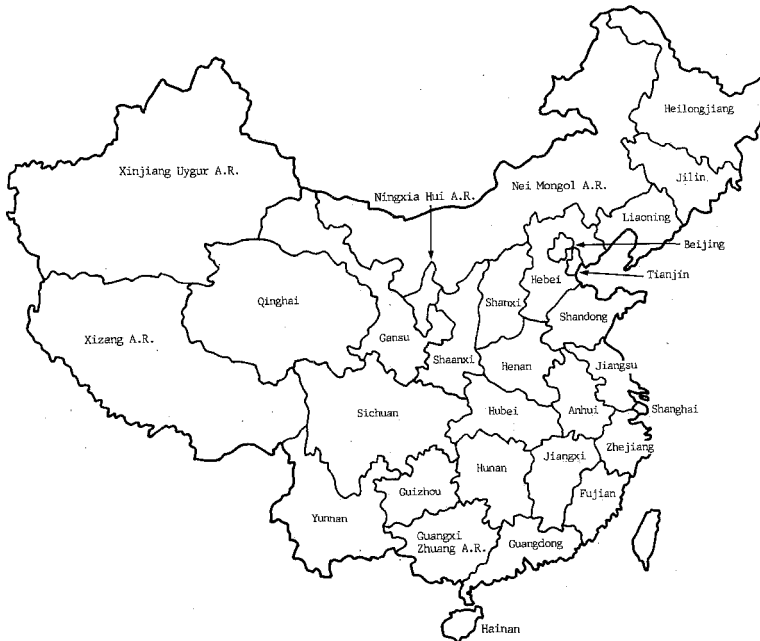 Heilongjiang
Jilin
Xinjiang Uygur A.R.
Ningxia Hui A.R.
Nei Mongol A.R.
Liaoning
Beijing
Hebei
Tianjin
Qinghai
Shanxi
Shandong
Xizang A.R.
Gansu
Shaanxi
Henan
Jiangsu
Sichuan
Hubei
Anhui
Shanghai
Zhejiang
Hunan
Jiangxi
Guizhou
Fujian
Yunnan
Guangxi
Zhuang A.R.
Guangdong
Hainan